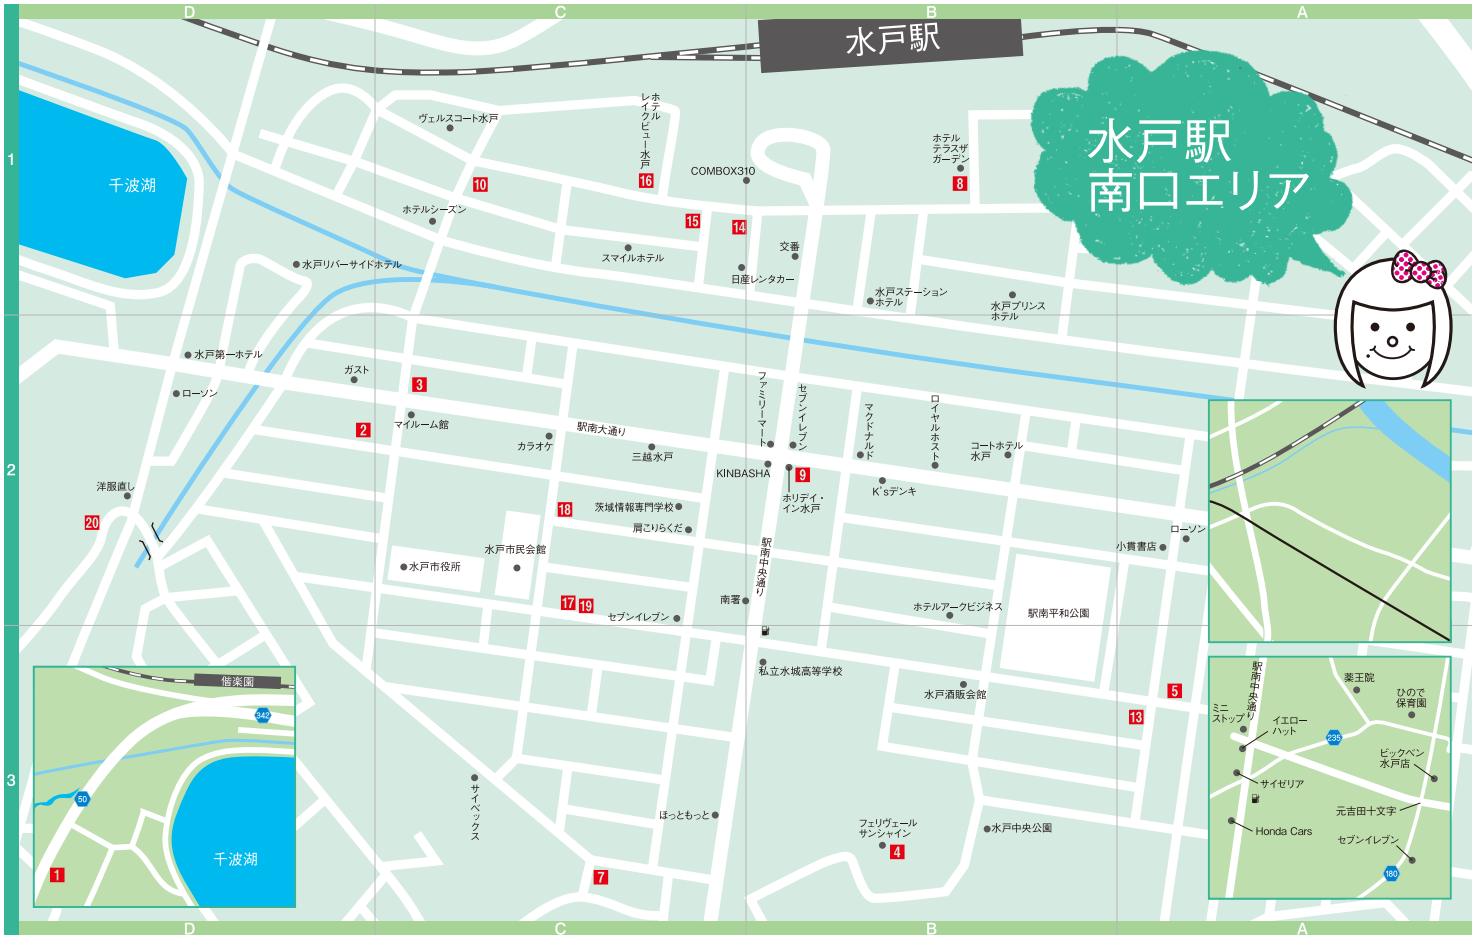 D
C
B
A
水戸駅
水戸駅
南口エリア
1
千波湖
ヴェルスコート水戸
ホテル
レイクビュー水戸
COMBOX310
ホテル
テラスザ
ガーデン
10
16
8
ホテルシーズン
15
14
スマイルホテル
交番
日産レンタカー
水戸リバーサイドホテル
水戸ステーション
ホテル
水戸プリンス
ホテル
2
水戸第一ホテル
ローソン
ガスト
3
2
マイルーム館
カラオケ
駅南大通り
三越水戸
ファミリーマート
セブンイレブン
マクドナルド
ロイヤルホスト
コートホテル
水戸
KINBASHA
9
ホリデイ・
イン水戸
K'sデンキ
洋服直し
20
18
茨城情報専門学校
肩こりらくだ
水戸市民会館
水戸市役所
駅南中央通り
ローソン
小貫書店
17
19
セブンイレブン
南署
ホテルアークビジネス
駅南平和公園
私立水城高等学校
水戸酒販会館
5
13
3
偕楽園
342
50
千波湖
1
サイベックス
ほっともっと
7
フェリヴェール
サンシャイン
4
水戸中央公園
駅南中央通り
薬王院
ひので
保育園
ミニ
ストップ
イエロー
ハット
235
ビックベン
水戸店
サイゼリア
元吉田十文字
Honda Cars
セブンイレブン
180
D
C
B
A